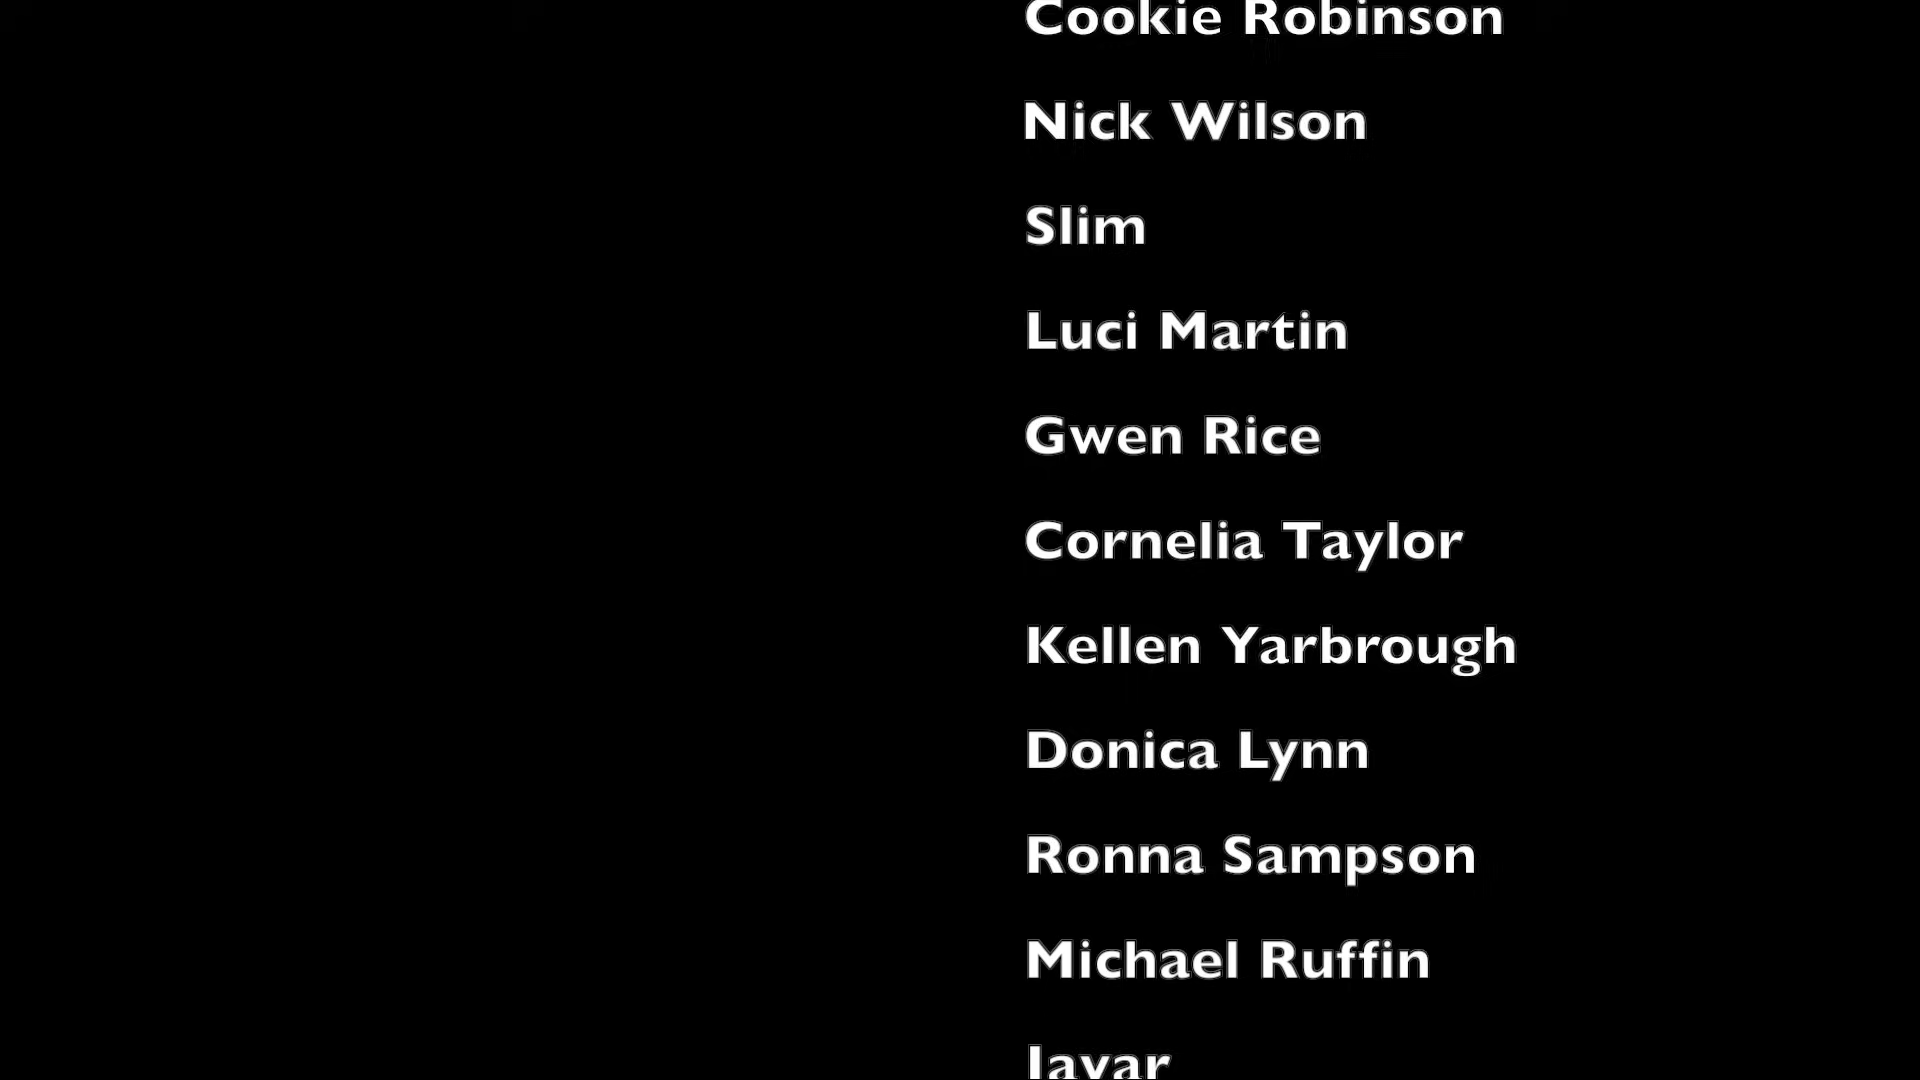 Cookie Robinson
Nick Wilson
Slim
Luci Martin
Gwen Rice
Cornelia Taylor
Kellen Yarbrough
Donica Lynn
Ronna Sampson
Michael Ruffin